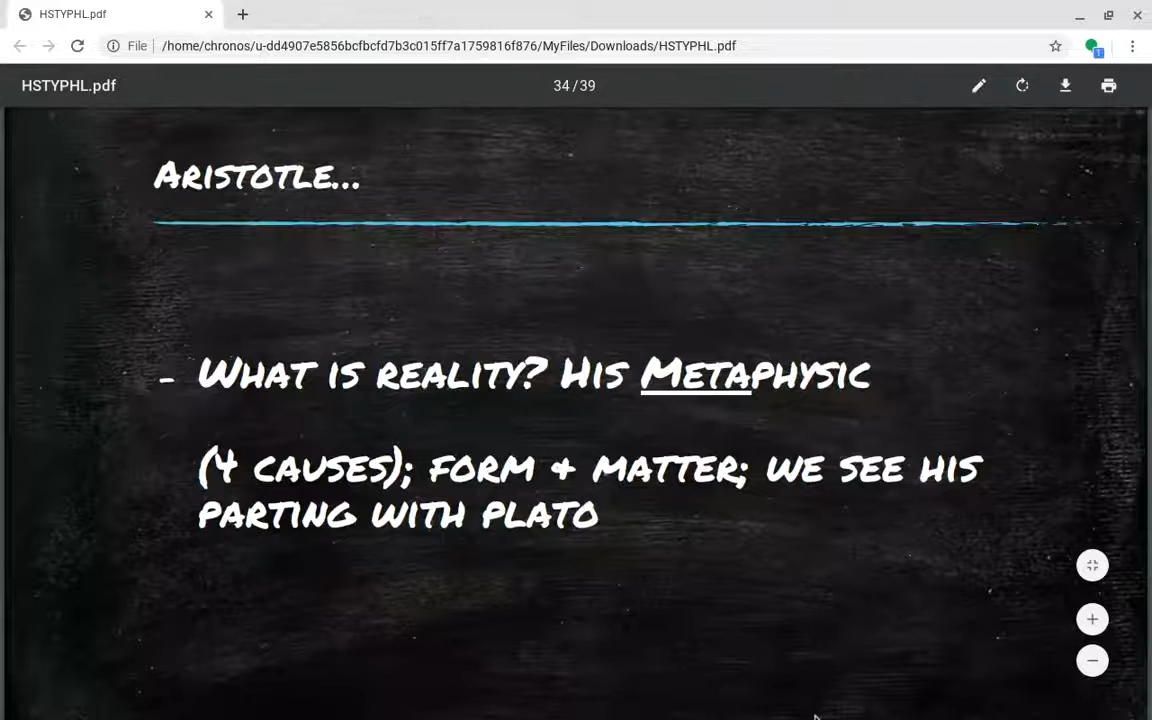 HSTYPHL.pdf
File /home/chronos/u-dd4907e5856bcfbcfd7b3c015ff7a1759816f876/MyFiles/Downloads/HSTYPHL.pdf
HSTYPHL.pdf 34 / 39
ARISTOTLE...
- WHAT IS REALITY? HIS METAPHYSIC
(4 CAUSES); FORM & MATTER; WE SEE HIS
PARTING WITH PLATO